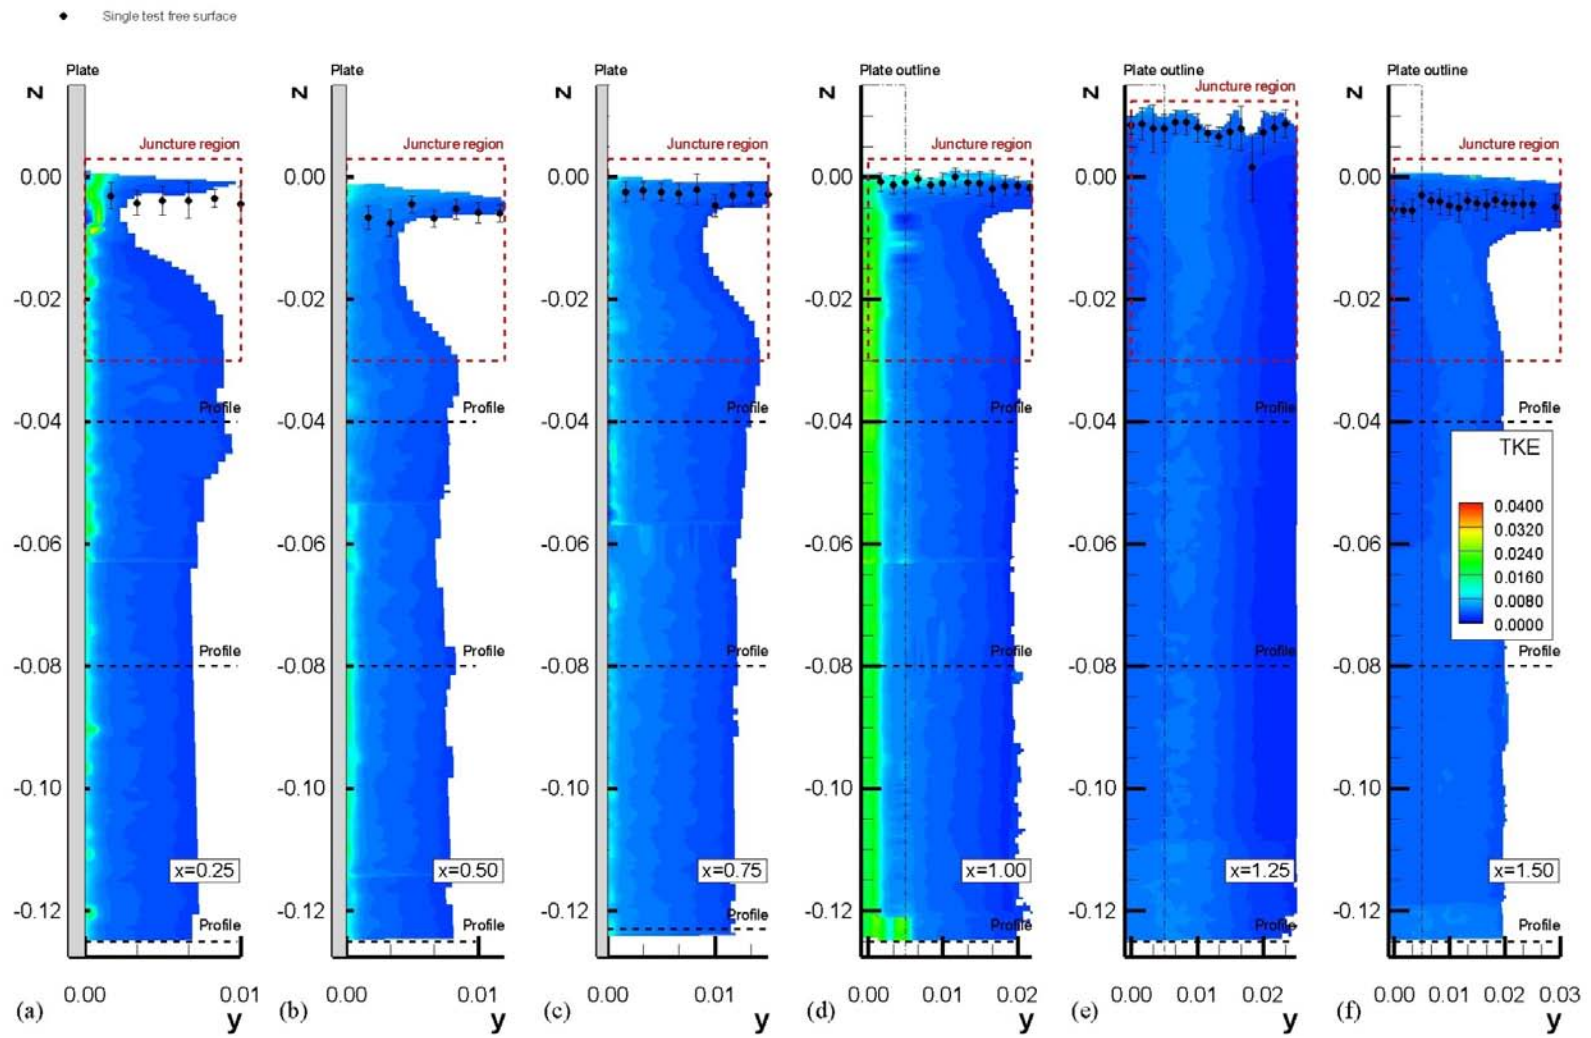 Single test free surface
Plate
Plate
Plate
Plate outline
Plate outline
Plate outline
z
z
z
z
z
z
Juncture region
Juncture region
Juncture region
Juncture region
Juncture region
Juncture region
0.00
0.00
0.00
0.00
0.00
0.00
-0.02
-0.02
-0.02
-0.02
-0.02
-0.02
Profile
Profile
Profile
Profile
Profile
Profile
-0.04
-0.04
-0.04
-0.04
-0.04
-0.04
TKE
0.0400
0.0320
0.0240
0.0160
0.0080
0.0000
-0.06
-0.06
-0.06
-0.06
-0.06
-0.06
Profile
Profile
Profile
Profile
Profile
Profile
-0.08
-0.08
-0.08
-0.08
-0.08
-0.08
-0.10
-0.10
-0.10
-0.10
-0.10
-0.10
x=0.25
x=0.50
x=0.75
x=1.00
x=1.25
x=1.50
-0.12
-0.12
-0.12
-0.12
-0.12
-0.12
Profile
Profile
Profile
Profile
Profile
Profile
0.00 0.01
0.00 0.01
0.00 0.01
0.00 0.01 0.02
0.00 0.01 0.02
0.00 0.01 0.02 0.03
(a) y
(b) y
(c) y
(d) y
(e) y
(f) y